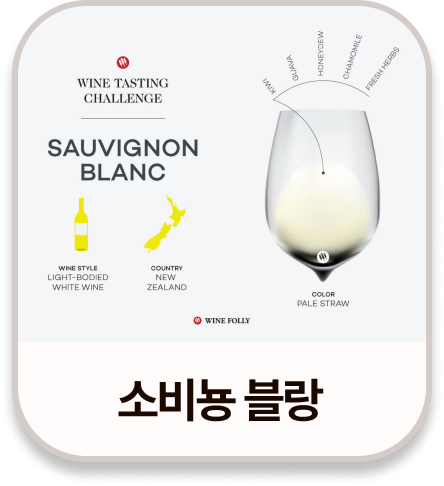 WINE TASTING
CHALLENGE
SAUVIGNON
BLANC
WINE STYLE
LIGHT-BODIED
WHITE WINE
COUNTRY
NEW
ZEALAND
KIWI
GUAVA
HONEYDEW
CHAMOMILE
FRESH HERBS
COLOR
PALE STRAW
WINE FOLLY
소비뇽 블랑